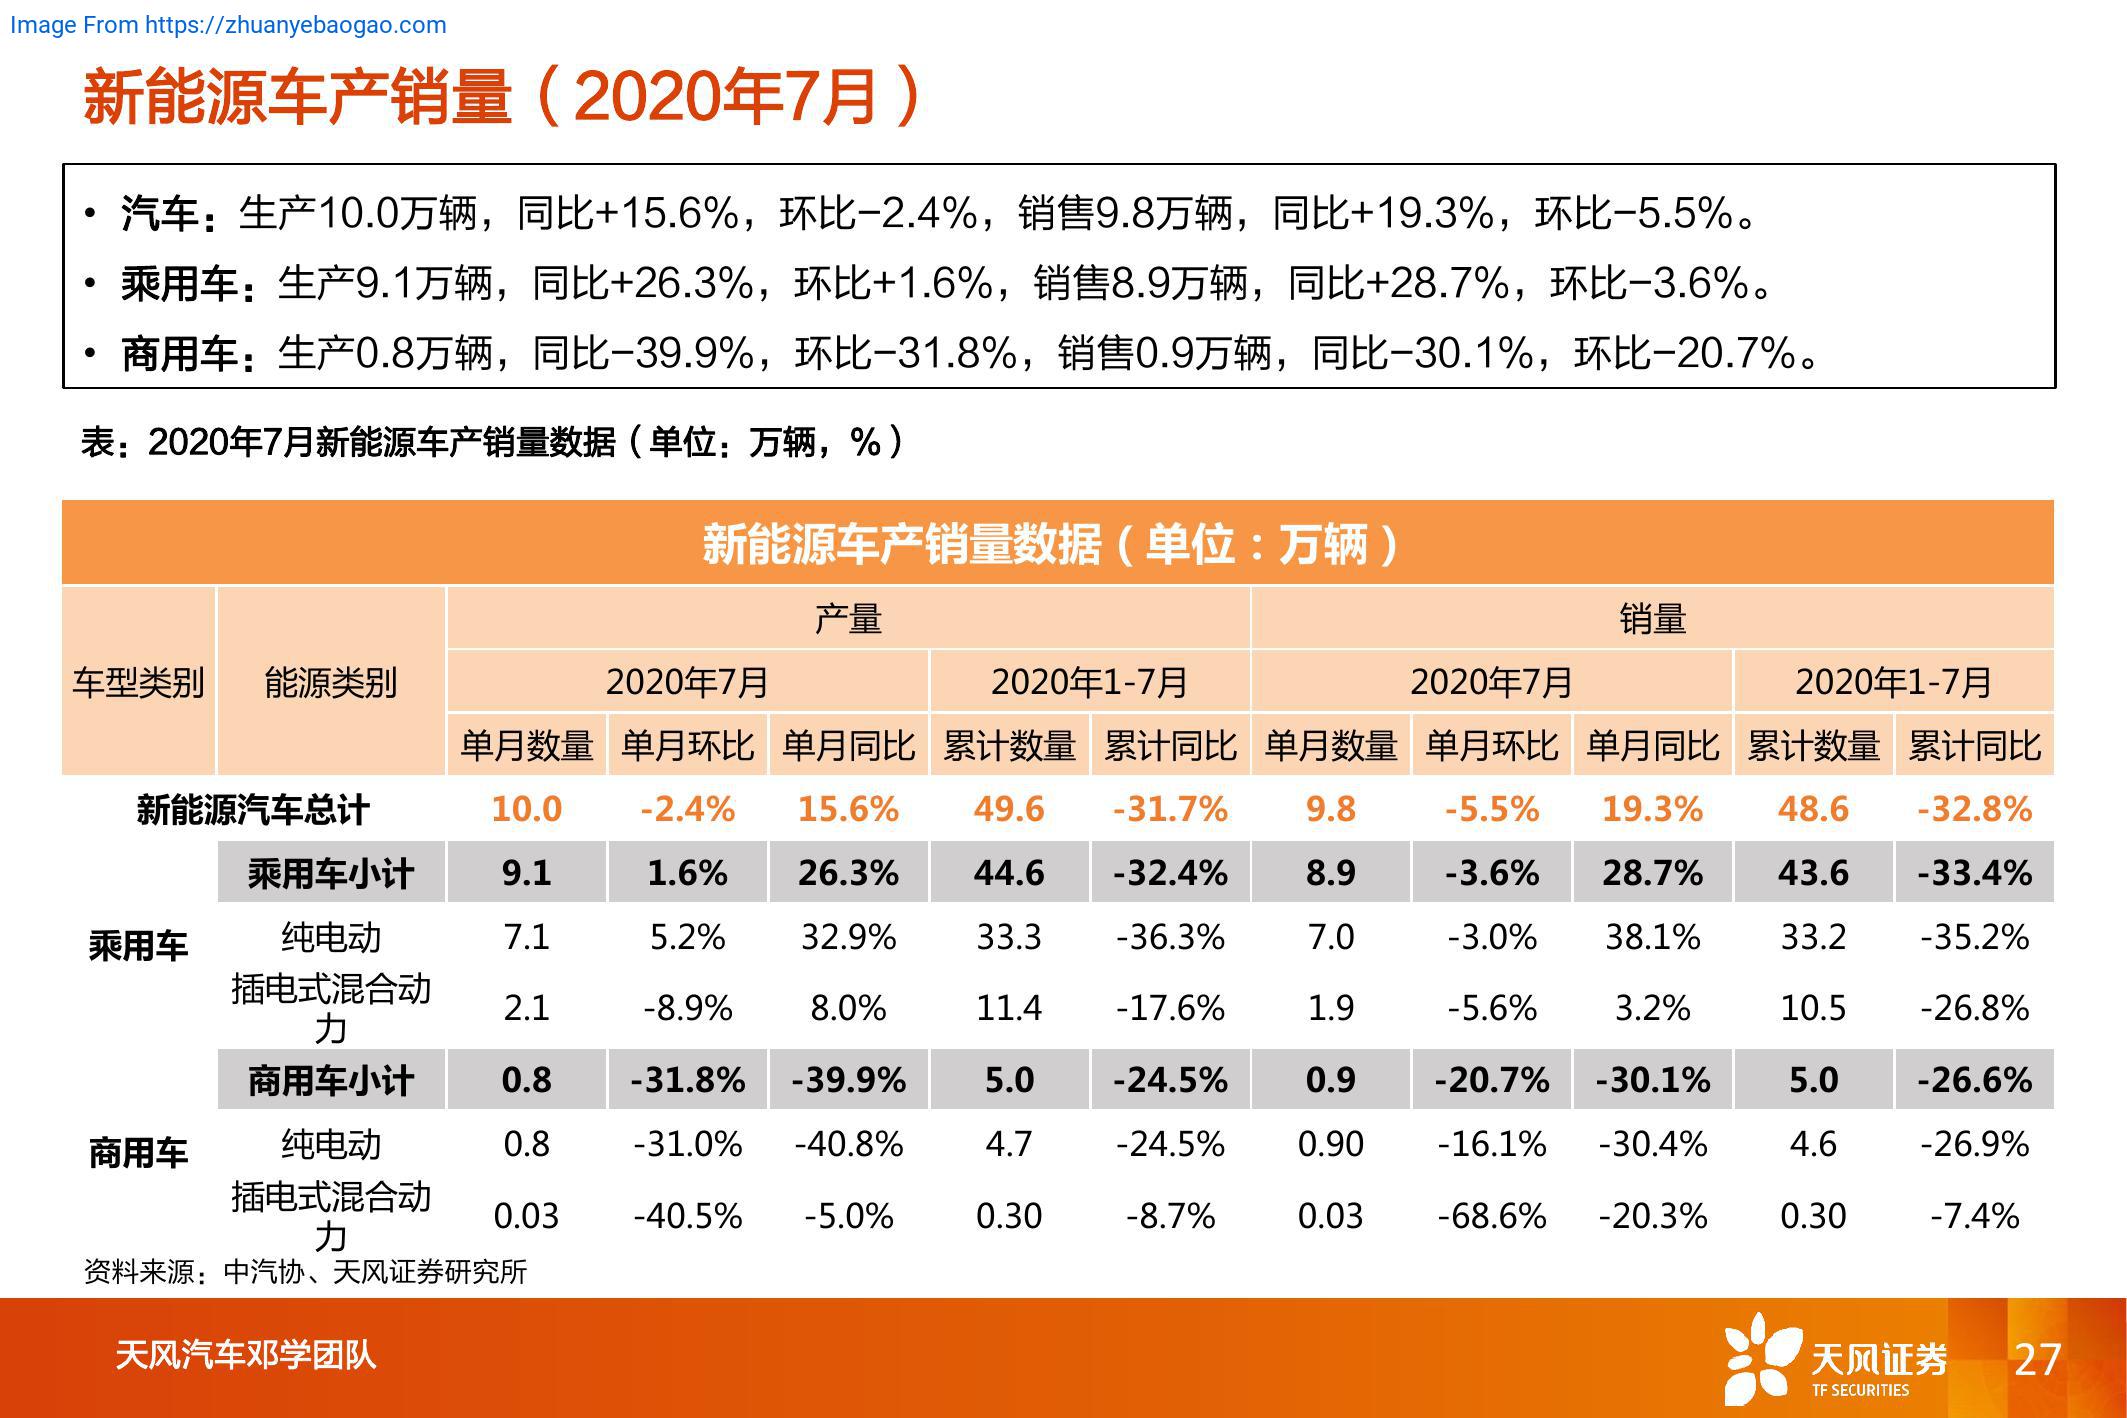 Image From https://zhuanyebaogao.com
新能源车产销量（2020年7月）
• 汽车：生产10.0万辆，同比+15.6%，环比-2.4%，销售9.8万辆，同比+19.3%，环比-5.5%。
• 乘用车：生产9.1万辆，同比+26.3%，环比+1.6%，销售8.9万辆，同比+28.7%，环比-3.6%。
• 商用车：生产0.8万辆，同比-39.9%，环比-31.8%，销售0.9万辆，同比-30.1%，环比-20.7%。
表：2020年7月新能源车产销量数据（单位：万辆，%）
新能源车产销量数据（单位：万辆）
车型类别 能源类别 产量 销量
2020年7月 2020年1-7月 2020年7月 2020年1-7月
单月数量 单月环比 单月同比 累计数量 累计同比 单月数量 单月环比 单月同比 累计数量 累计同比
新能源汽车总计 10.0 -2.4% 15.6% 49.6 -31.7% 9.8 -5.5% 19.3% 48.6 -32.8%
乘用车小计 9.1 1.6% 26.3% 44.6 -32.4% 8.9 -3.6% 28.7% 43.6 -33.4%
乘用车 纯电动 7.1 5.2% 32.9% 33.3 -36.3% 7.0 -3.0% 38.1% 33.2 -35.2%
插电式混合动
力 2.1 -8.9% 8.0% 11.4 -17.6% 1.9 -5.6% 3.2% 10.5 -26.8%
商用车小计 0.8 -31.8% -39.9% 5.0 -24.5% 0.9 -20.7% -30.1% 5.0 -26.6%
商用车 纯电动 0.8 -31.0% -40.8% 4.7 -24.5% 0.90 -16.1% -30.4% 4.6 -26.9%
插电式混合动
力 0.03 -40.5% -5.0% 0.30 -8.7% 0.03 -68.6% -20.3% 0.30 -7.4%
资料来源：中汽协、天风证券研究所
天风汽车邓学团队
天风证券
TF SECURITIES
27